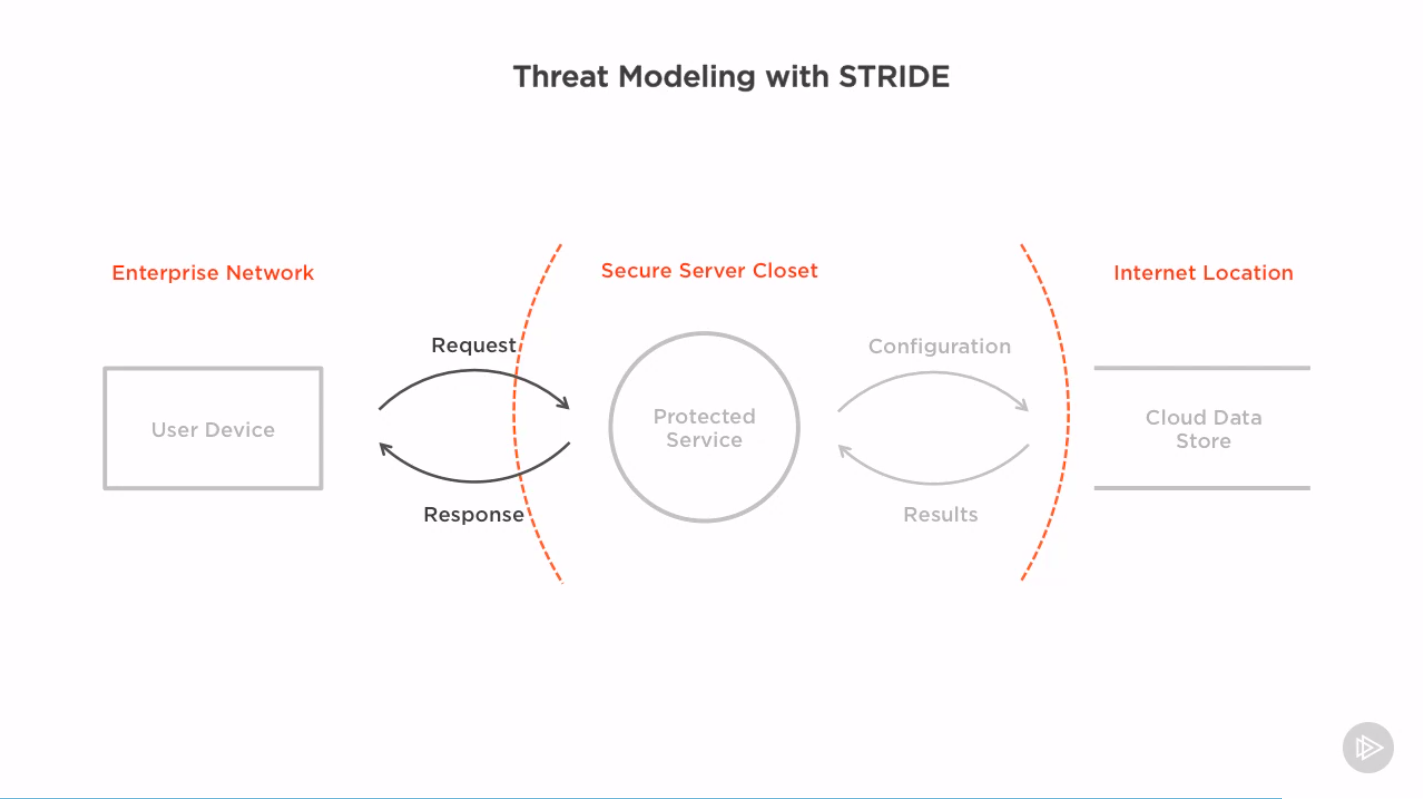 Threat Modeling with STRIDE
Enterprise Network
Secure Server Closet
Internet Location
Request
Configuration
User Device
Protected
Service
Cloud Data
Store
Response
Results